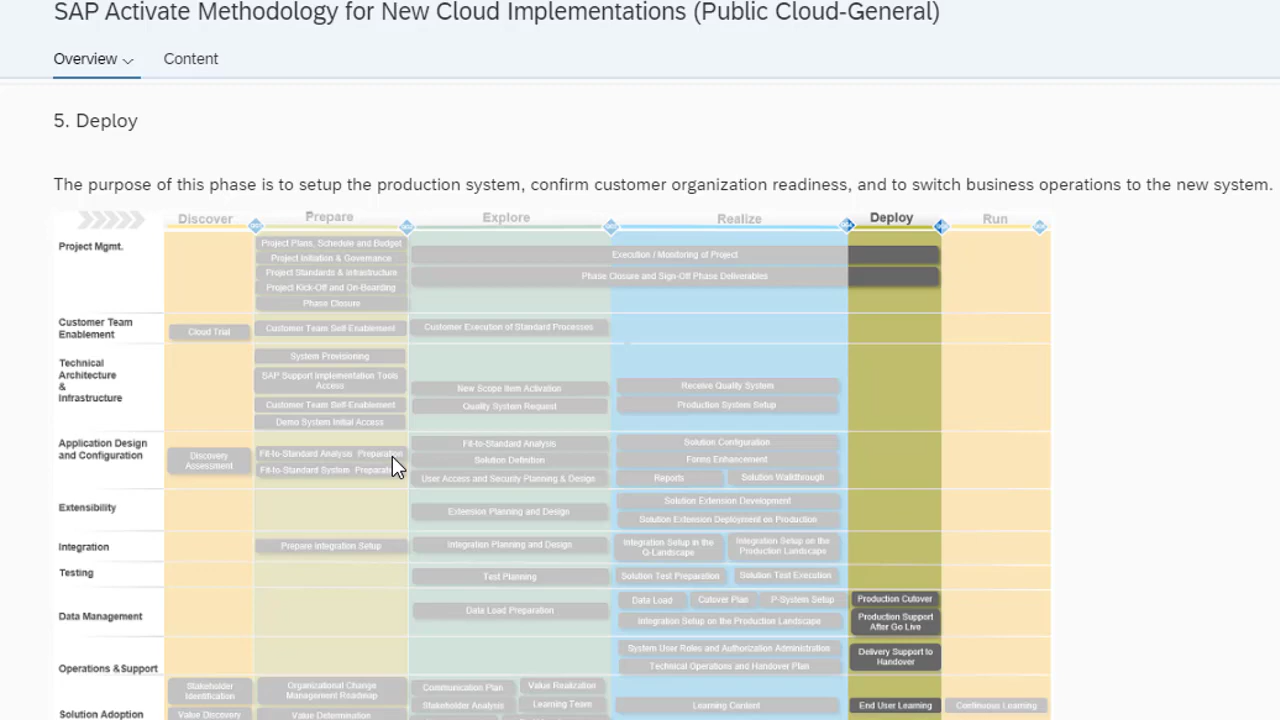 SAP Activate Methodology for New Cloud Implementations (Public Cloud-General)
Overview
Content
5. Deploy
The purpose of this phase is to setup the production system, confirm customer organization readiness, and to switch business operations to the new system.
Discover
Prepare
Explore
Realize
Deploy
Run
Project Mgmt.
Project Plans, Schedule and Budget
Project Initiation & Governance
Project Standards & Infrastructure
Project Kick-Off and On-Boarding
Phase Closure
Execution / Monitoring of Project
Phase Closure and Sign-Off Phase Deliverables
Customer Team
Enablement
Cloud Trial
Customer Team Self-Enablement
Customer Execution of Standard Processes
Technical
Architecture
&
Infrastructure
System Provisioning
SAP Support Implementation Tools
Access
Customer Team Self-Enablement
Demo System Initial Access
New Scope Item Activation
Quality System Request
Receive Quality System
Production System Setup
Application Design
and Configuration
Discovery
Assessment
Fit-to-Standard Analysis Preparation
Fit-to-Standard System
Fit-to-Standard Analysis
Solution Definition
User Access and Security Planning & Design
Solution Configuration
Forms Enhancement
Reports
Solution Walkthrough
Extensibility
Extension Planning and Design
Solution Extension Development
Solution Extension Deployment on Production
Integration
Prepare Integration Setup
Integration Planning and Design
Integration Setup in the
Q-Landscape
Integration Setup on the
Production Landscape
Testing
Test Planning
Solution Test Preparation
Solution Test Execution
Data Management
Data Load Preparation
Data Load
Cutover Plan
P-System Setup
Integration Setup on the Production Landscape
Production Cutover
Production Support
After Go Live
Operations & Support
System User Roles and Authorization Administration
Technical Operations and Handover Plan
Delivery Support to
Handover
Solution Adoption
Stakeholder
Identification
Value Discovery
Organizational Change
Management Roadmap
Value Determination
Communication Plan
Value Realization
Stakeholder Analysis
Learning Team
Learning Content
End User Learning
Continuous Learning